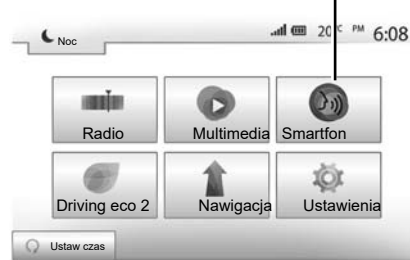 Noc
20°C PM 6:08
Radio Multimedia Smartfon
Driving eco 2 Nawigacja Ustawienia
Ustaw czas